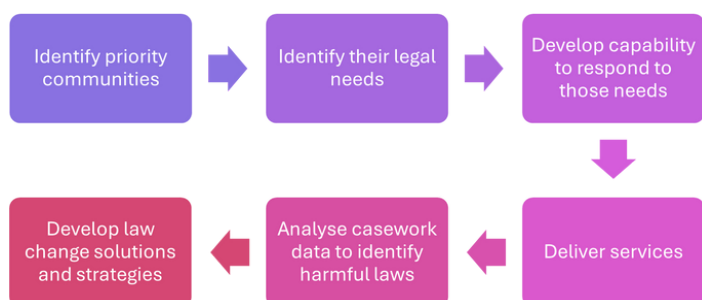 Identify priority
communities
Identify their legal
needs
Develop capability
to respond to
those needs
Deliver services
Analyse casework
data to identify
harmful laws
Develop law
change solutions
and strategies